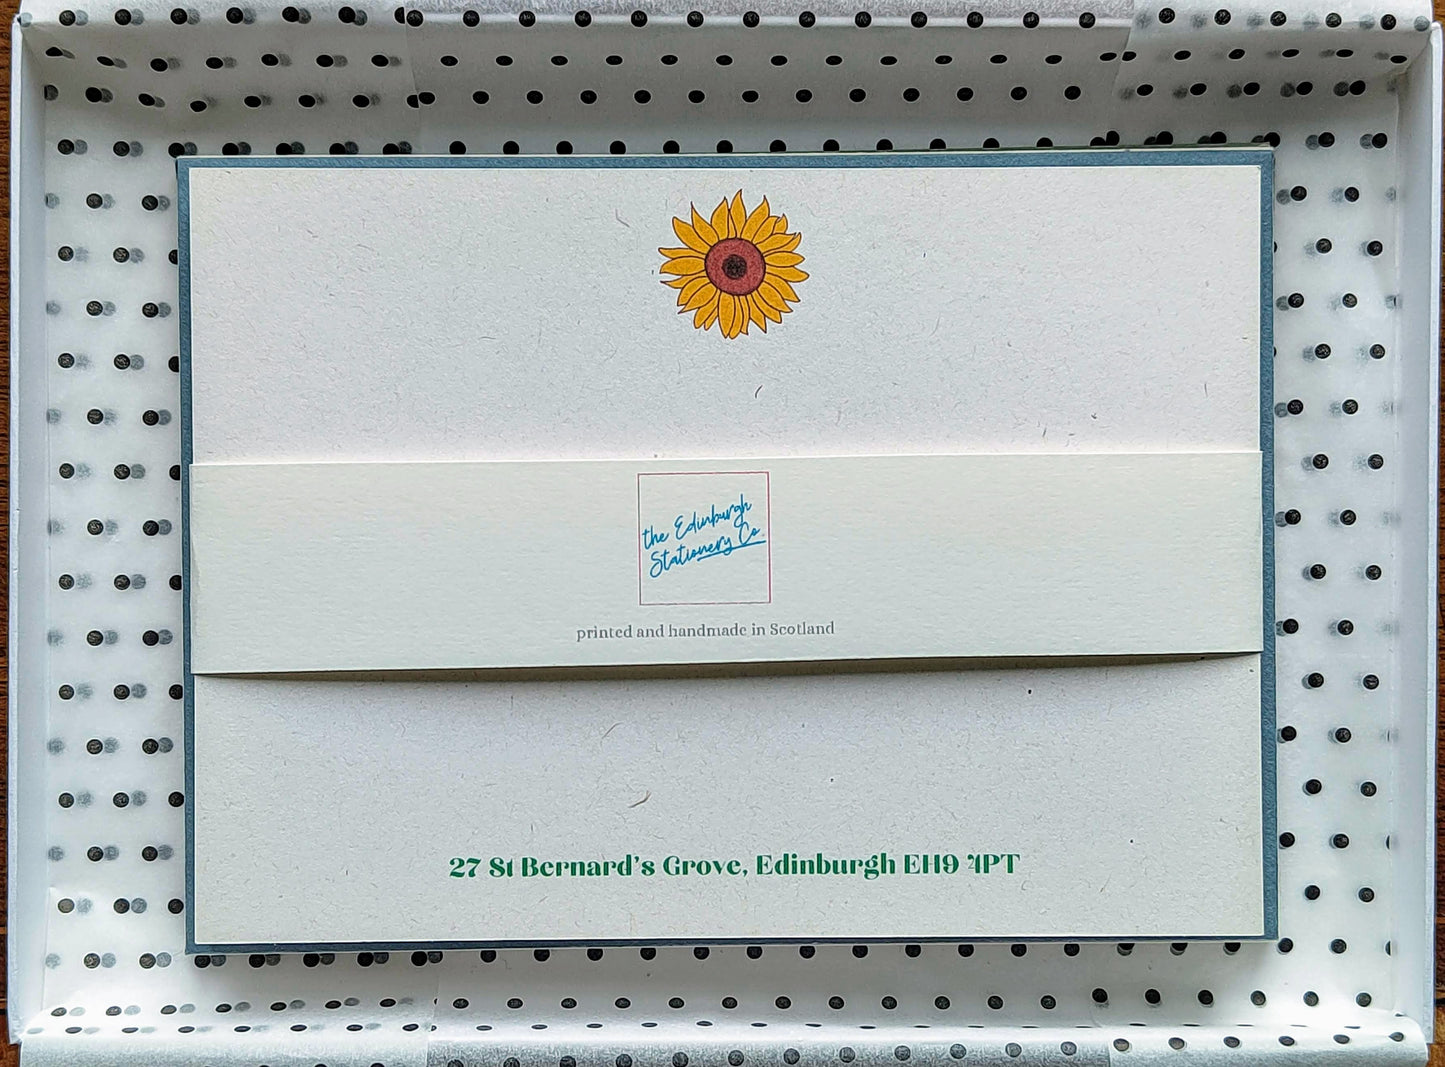 the Edinburgh
Stationery Co.
printed and handmade in Scotland
27 St Bernard's Grove, Edinburgh EH9 4PT